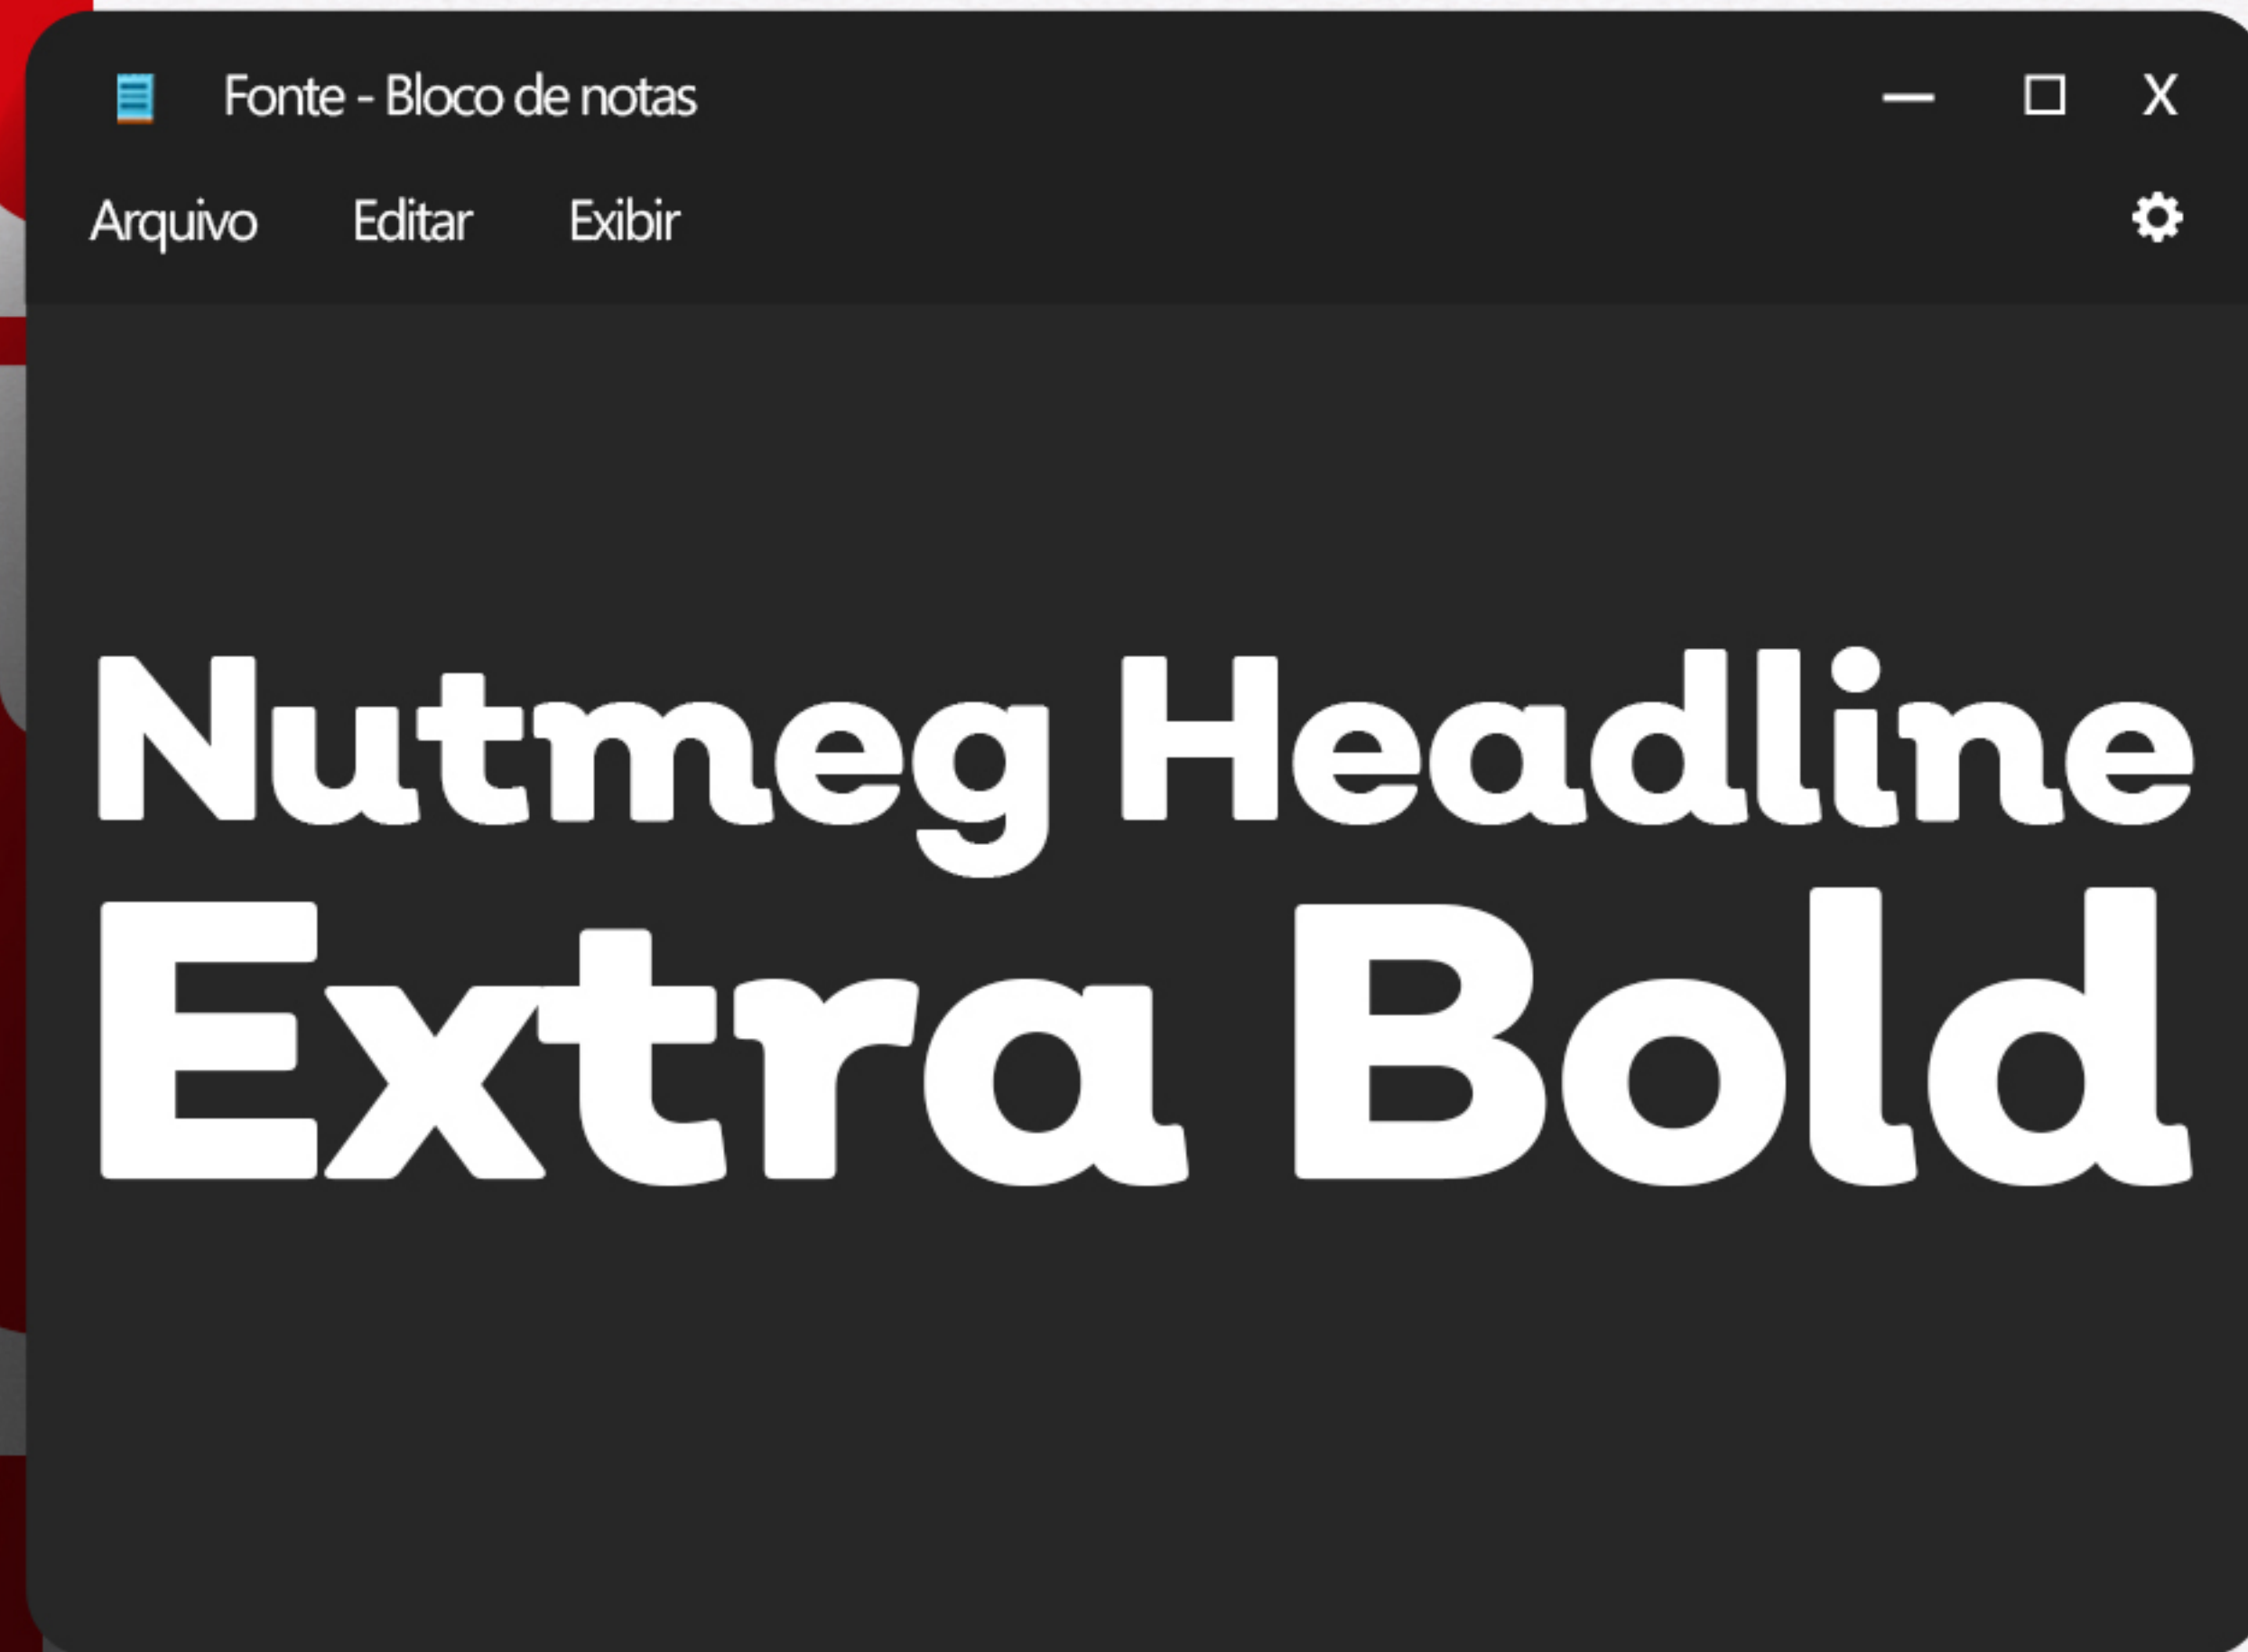 Fonte - Bloco de notas
Arquivo Editar Exibir
Nutmeg Headline
Extra Bold